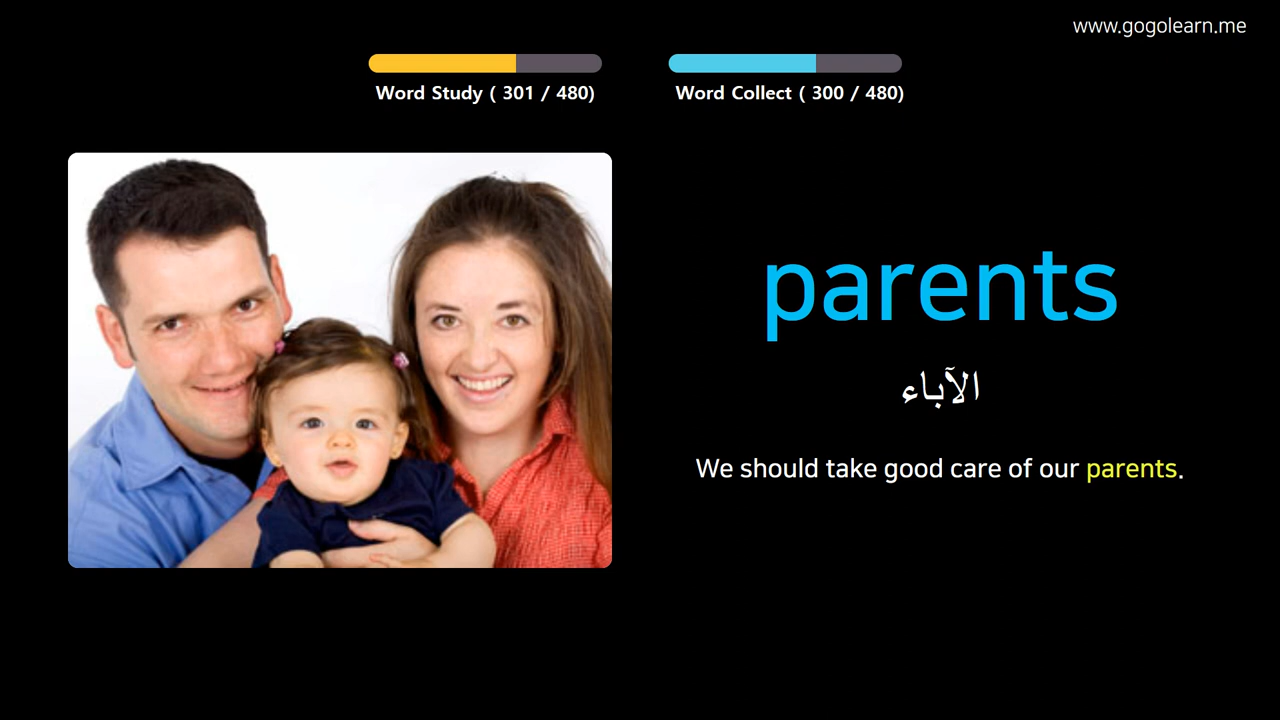 www.gogolearn.me
Word Study ( 301 / 480)
Word Collect ( 300 / 480)
parents
الآباء
We should take good care of our parents.